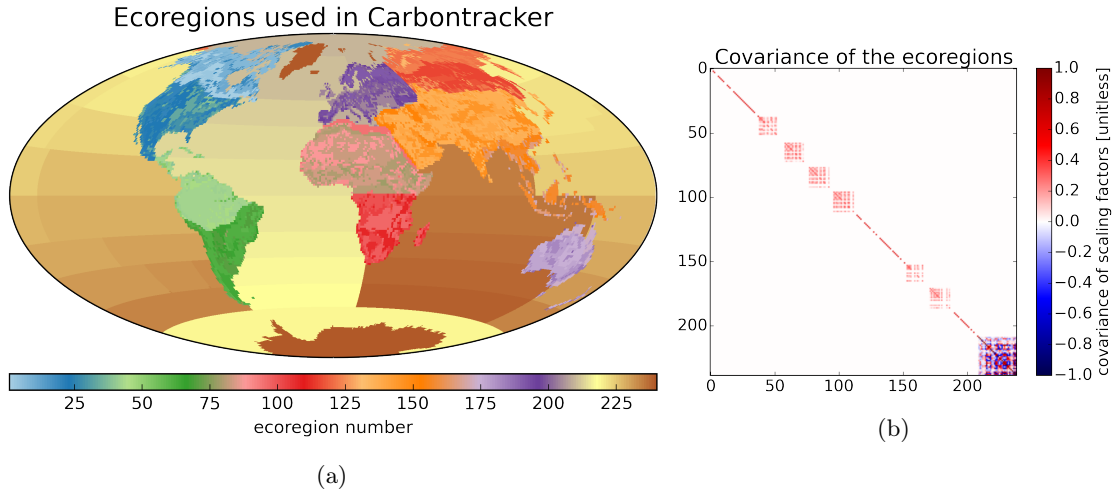 Ecoregions used in Carbontracker
25 50 75 100 125 150 175 200 225
ecoregion number
(a)
Covariance of the ecoregions
0
50
100
150
200
0 50 100 150 200
1.0
0.8
0.6
0.4
0.2
0.0
−0.2
−0.4
−0.6
−0.8
−1.0
covariance of scaling factors [unitless]
(b)